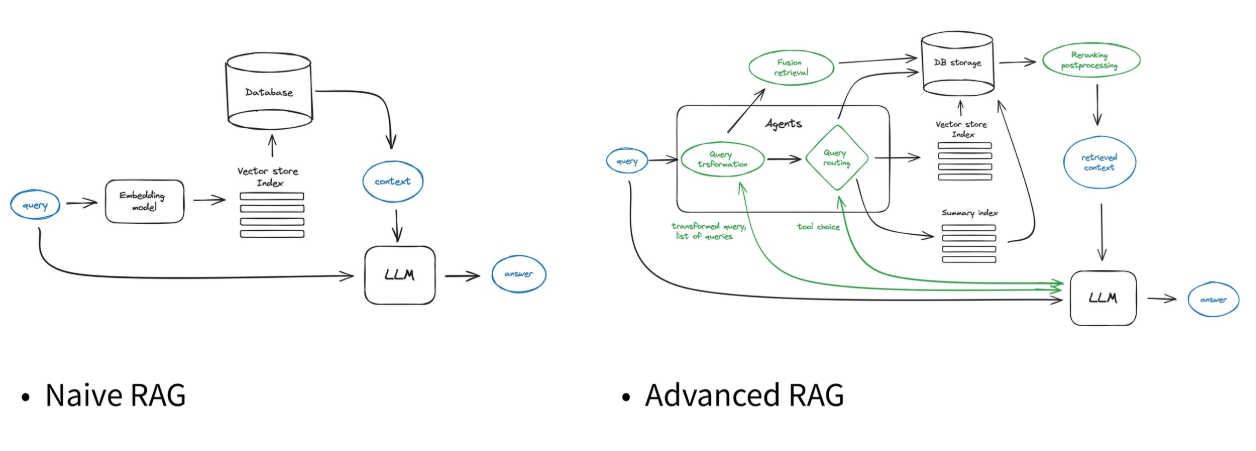 Database
Vector store
Index
query
Embedding
model
context
LLM
answer
• Naive RAG
Fusion
retrieval
DB storage
Reranking
postprocessing
Agents
query
Query
trsformation
Query
routing
Vector store
Index
retrieved
context
transformed query,
list of queries
tool choice
Summary index
LLM
answer
• Advanced RAG